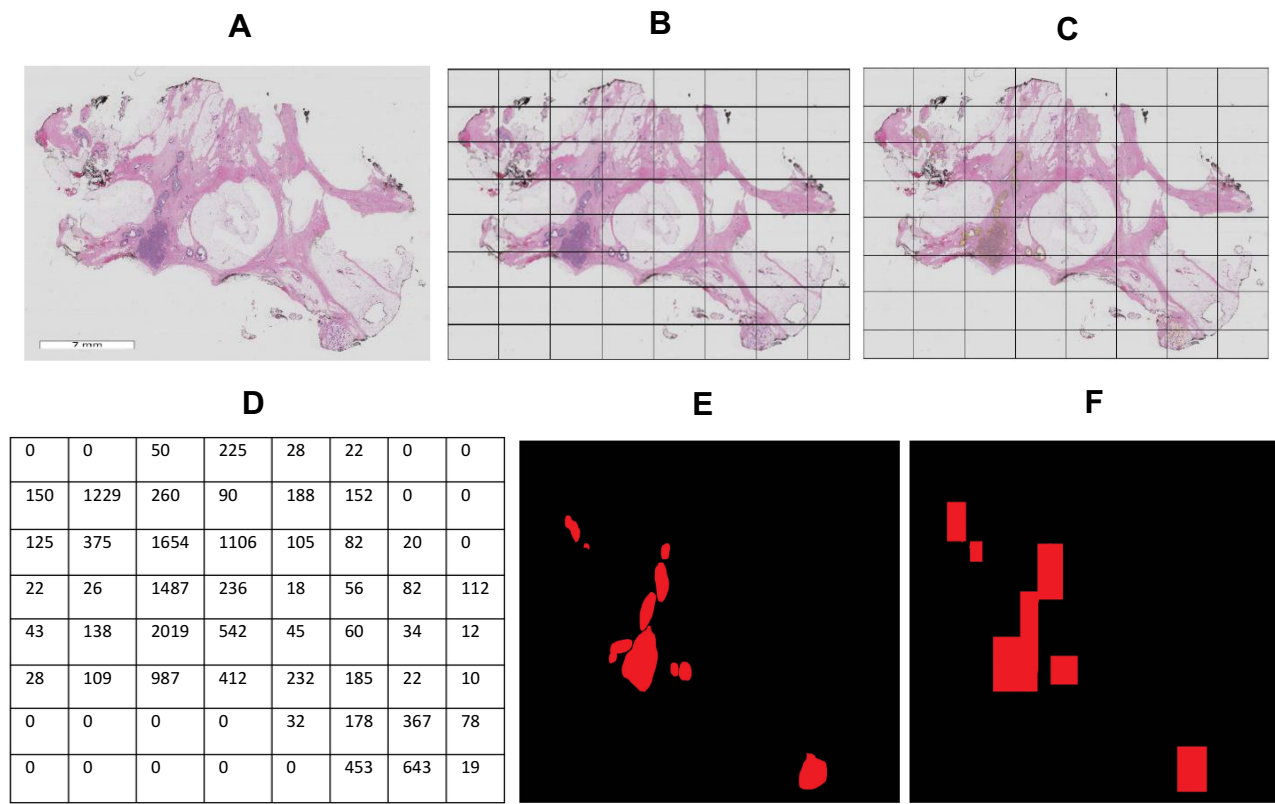 A B C
7 mm
D E F
0 0 50 225 28 22 0 0
150 1229 260 90 188 152 0 0
125 375 1654 1106 105 82 20 0
22 26 1487 236 18 56 82 112
43 138 2019 542 45 60 34 12
28 109 987 412 232 185 22 10
0 0 0 0 32 178 367 78
0 0 0 0 0 453 643 19